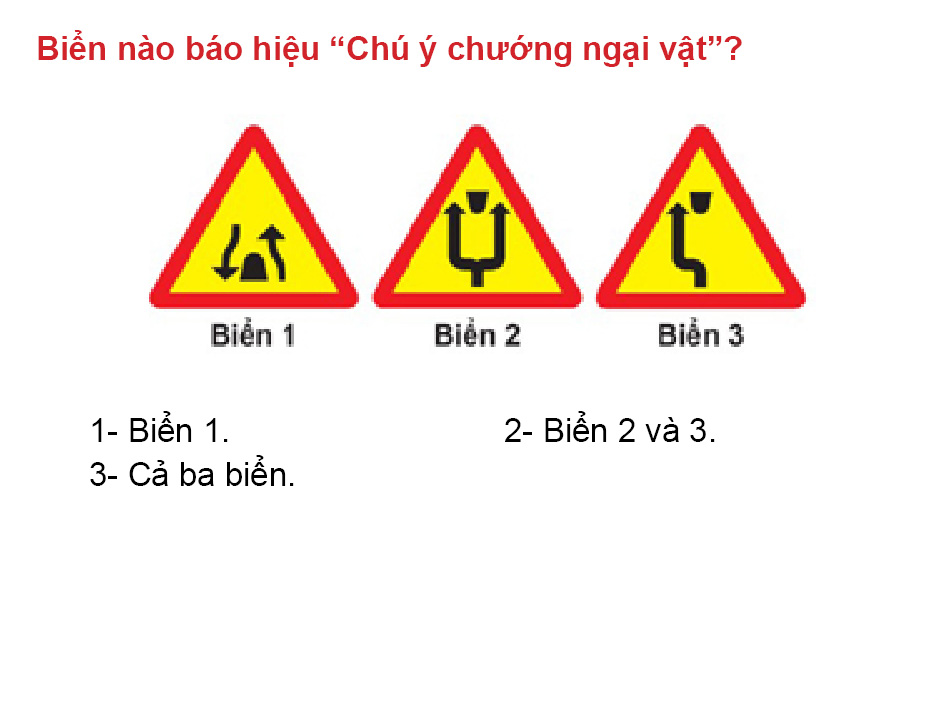 Biển nào báo hiệu “Chú ý chướng ngại vật”?
Biển 1 Biển 2 Biển 3
1- Biển 1. 2- Biển 2 và 3.
3- Cả ba biển.